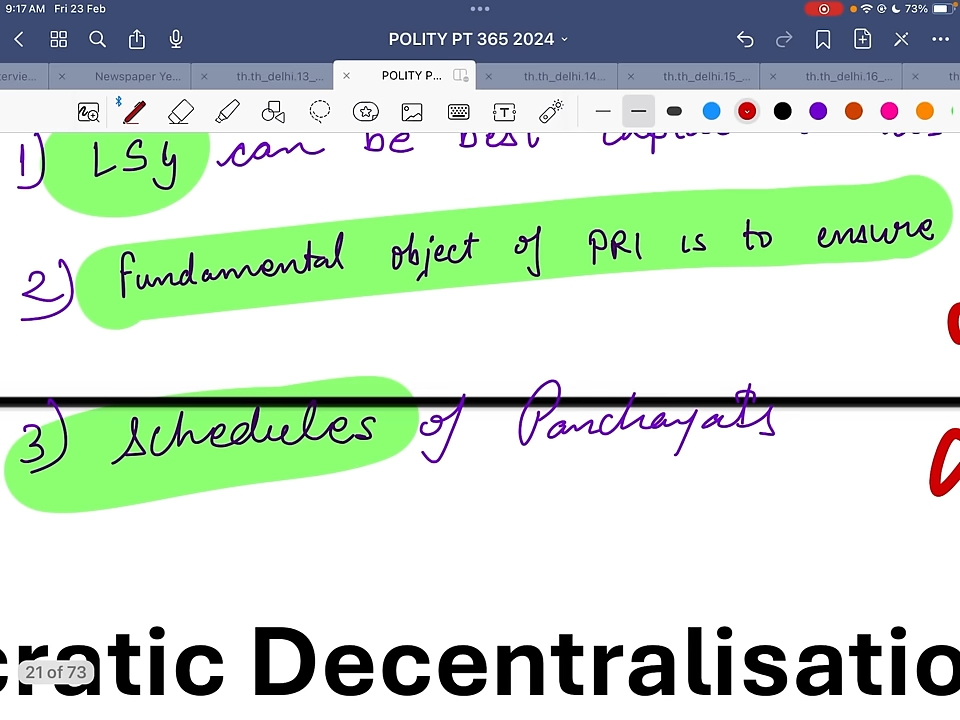 9:17 AM Fri 23 Feb
73%
POLITY PT 365 2024
tervie...
Newspaper Ye...
th.th_delhi.13_...
POLITY P...
th.th_delhi.14...
th.th_delhi.15_...
th.th_delhi.16_...
th
1) LSG can be best
2) fundamental object of PRI is to ensure
3) Schedules of Panchayats
cratic Decentralisatio
21 of 73